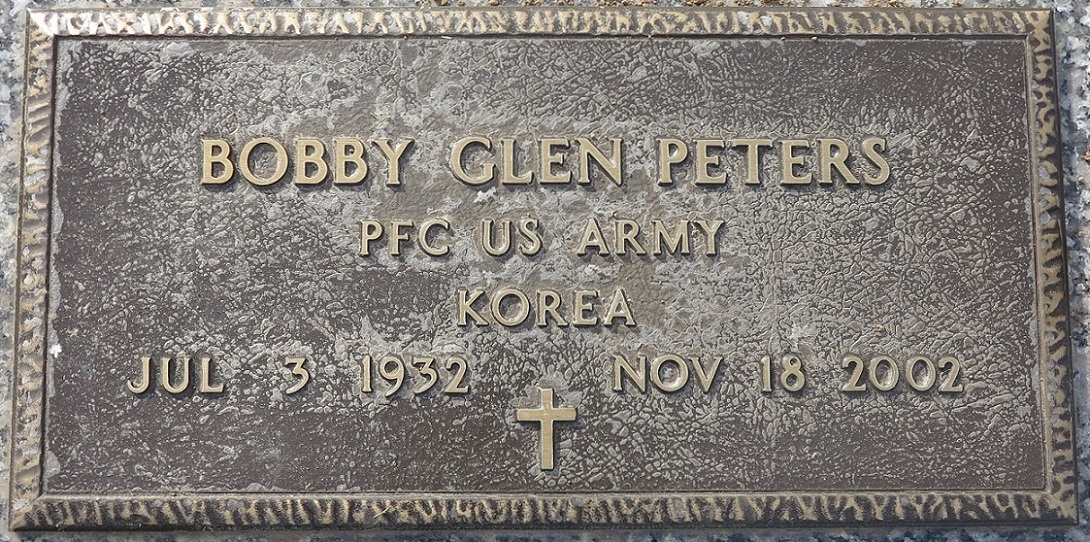 BOBBY GLEN PETERS
PFC US ARMY
KOREA
JUL 3 1932 NOV 18 2002